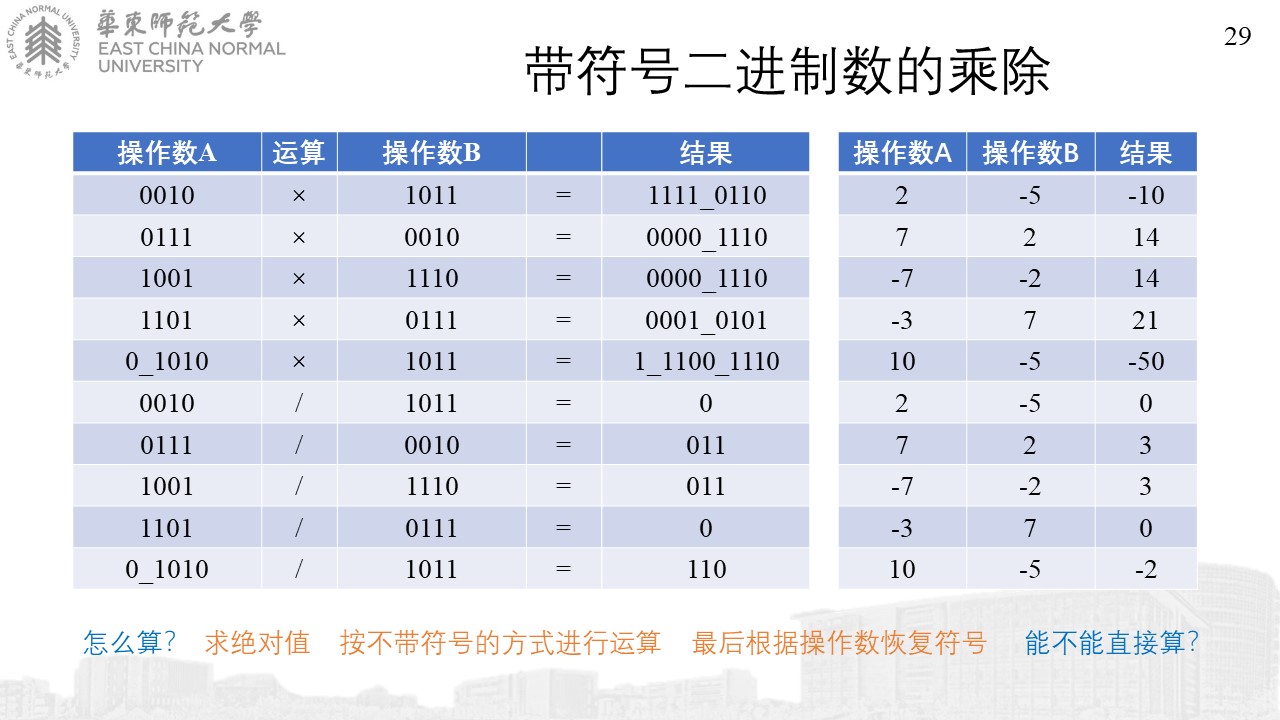 華東師範大學
EAST CHINA NORMAL
UNIVERSITY
EAST CHINA NORMAL UNIVERSITY
華東師範大學
29
带符号二进制数的乘除
操作数A 运算 操作数B 结果 操作数A 操作数B 结果
0010 × 1011 = 1111_0110 2 -5 -10
0111 × 0010 = 0000_1110 7 2 14
1001 × 1110 = 0000_1110 -7 -2 14
1101 × 0111 = 0001_0101 -3 7 21
0_1010 × 1011 = 1_1100_1110 10 -5 -50
0010 / 1011 = 0 2 -5 0
0111 / 0010 = 011 7 2 3
1001 / 1110 = 011 -7 -2 3
1101 / 0111 = 0 -3 7 0
0_1010 / 1011 = 110 10 -5 -2
怎么算？ 求绝对值 按不带符号的方式进行运算 最后根据操作数恢复符号 能不能直接算？